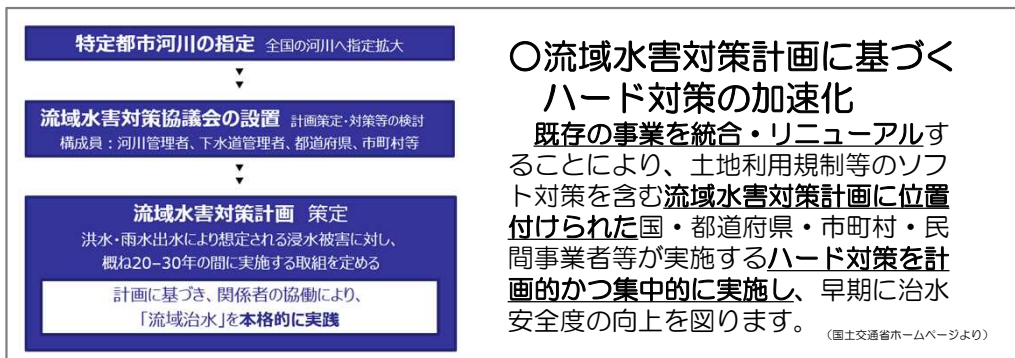 特定都市河川の指定 全国の河川へ指定拡大
▼
▼
流域水害対策協議会の設置 計画策定・対策等の検討
構成員：河川管理者、下水道管理者、都道府県、市町村等
▼
▼
流域水害対策計画 策定
洪水・雨水出水により想定される浸水被害に対し、
概ね20−30年の間に実施する取組を定める
計画に基づき、関係者の協働により、
「流域治水」を本格的に実践
〇流域水害対策計画に基づく
ハード対策の加速化
既存の事業を統合・リニューアルす
ることにより、土地利用規制等のソフ
ト対策を含む流域水害対策計画に位置
付けられた国・都道府県・市町村・民
間事業者等が実施するハード対策を計
画的かつ集中的に実施し、早期に治水
安全度の向上を図ります。
（国土交通省ホームページより）